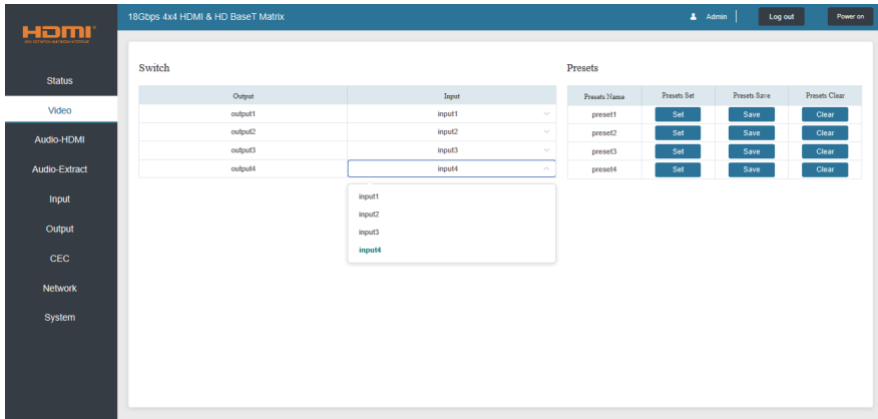 HDMI
18Gbps 4x4 HDMI & HD BaseT Matrix
Admin
Log out
Power on
Status
Video
Audio-HDMI
Audio-Extract
Input
Output
CEC
Network
System
Switch
Output Input
output1 input1
output2 input2
output3 input3
output4 input4
input1
input2
input3
input4
Presets
Presets Name Presets Set Presets Save Presets Clear
preset1 Set Save Clear
preset2 Set Save Clear
preset3 Set Save Clear
preset4 Set Save Clear